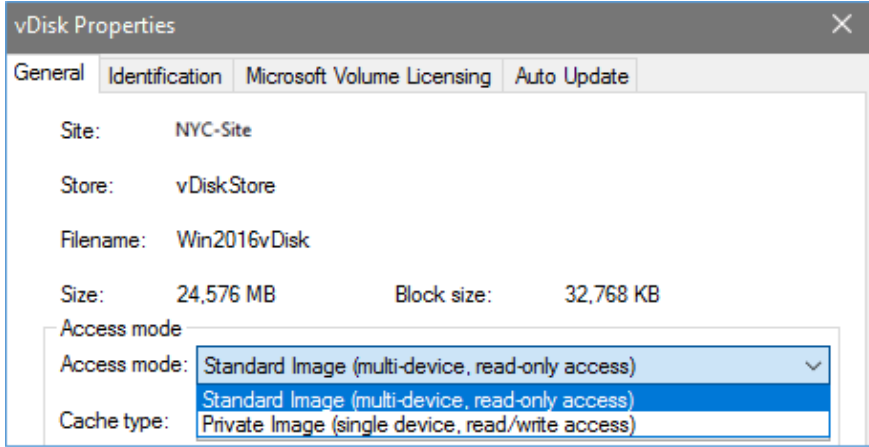 vDisk Properties
General Identification Microsoft Volume Licensing Auto Update
Site: NYC-Site
Store: vDiskStore
Filename: Win2016vDisk
Size: 24,576 MB Block size: 32,768 KB
Access mode
Access mode: Standard Image (multi-device, read-only access)
Standard Image (multi-device, read-only access)
Cache type: Private Image (single device, read/write access)